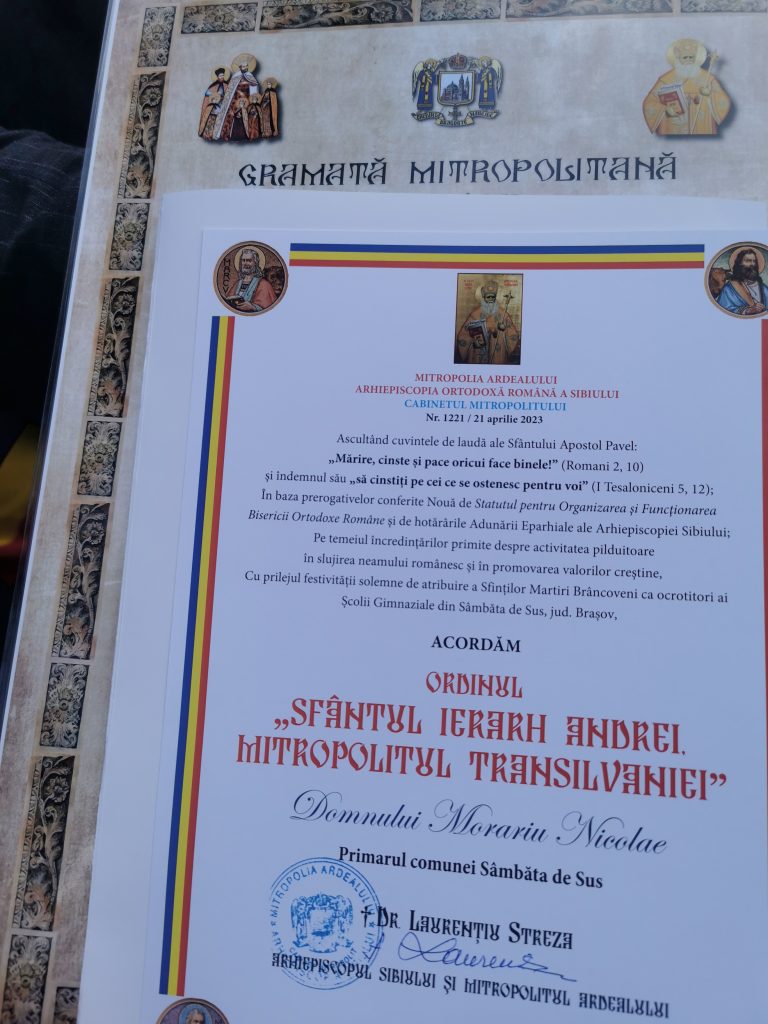 GRAMATĂ MITROPOLITANĂ
MITROPOLIA ARDEALULUI
ARHIEPISCOPIA ORTODOXĂ ROMÂNĂ A SIBIULUI
CABINETUL MITROPOLITULUI
Nr. 1221 / 21 aprilie 2023
Ascultând cuvintele de laudă ale Sfântului Apostol Pavel:
„Mărire, cinste și pace oricui face binele!” (Romani 2, 10)
și îndemnul său „să cinstiți pe cei ce se ostenesc pentru voi” (I Tesaloniceni 5, 12);
În baza prerogativelor conferite Nouă de Statutul pentru Organizarea și Funcționarea
Bisericii Ortodoxe Române și de hotărârile Adunării Eparhiale ale Arhiepiscopiei Sibiului;
Pe temeiul încredințărilor primite despre activitatea pilduitoare
în slujirea neamului românesc și în promovarea valorilor creștine,
Cu prilejul festivității solemne de atribuire a Sfinților Martiri Brâncoveni ca ocrotitori ai
Școlii Gimnaziale din Sâmbăta de Sus, jud. Brașov,
ACORDĂM
ORDINUL
„SFÂNTUL IERARH ANDREI,
MITROPOLITUL TRANSILVANIEI”
Domnului Morariu Nicolae
Primarul comunei Sâmbăta de Sus
MITROPOLIA ARDEALULUI
† Dr. Laurențiu Streza
ARHIEPISCOPUL SIBIULUI ȘI MITROPOLITUL ARDEALULUI